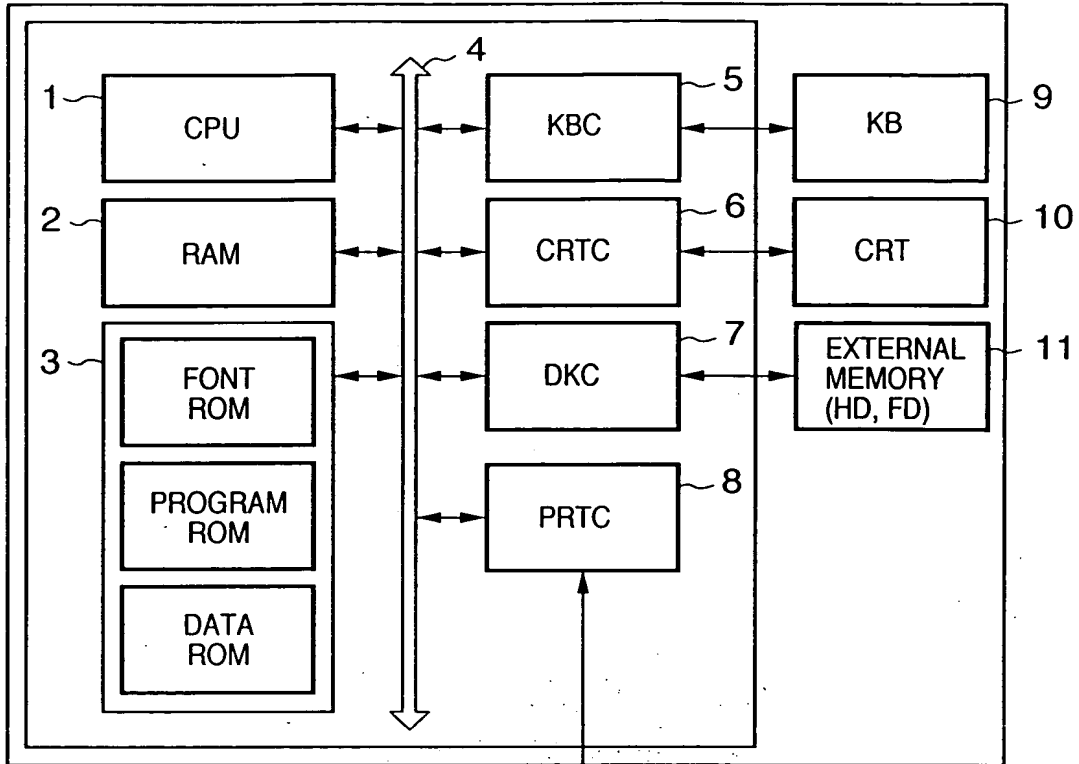 4
1
CPU
5
KBC
9
KB
2
RAM
6
CRTC
10
CRT
3
FONT
ROM
7
DKC
11
EXTERNAL
MEMORY
(HD, FD)
PROGRAM
ROM
8
PRTC
DATA
ROM